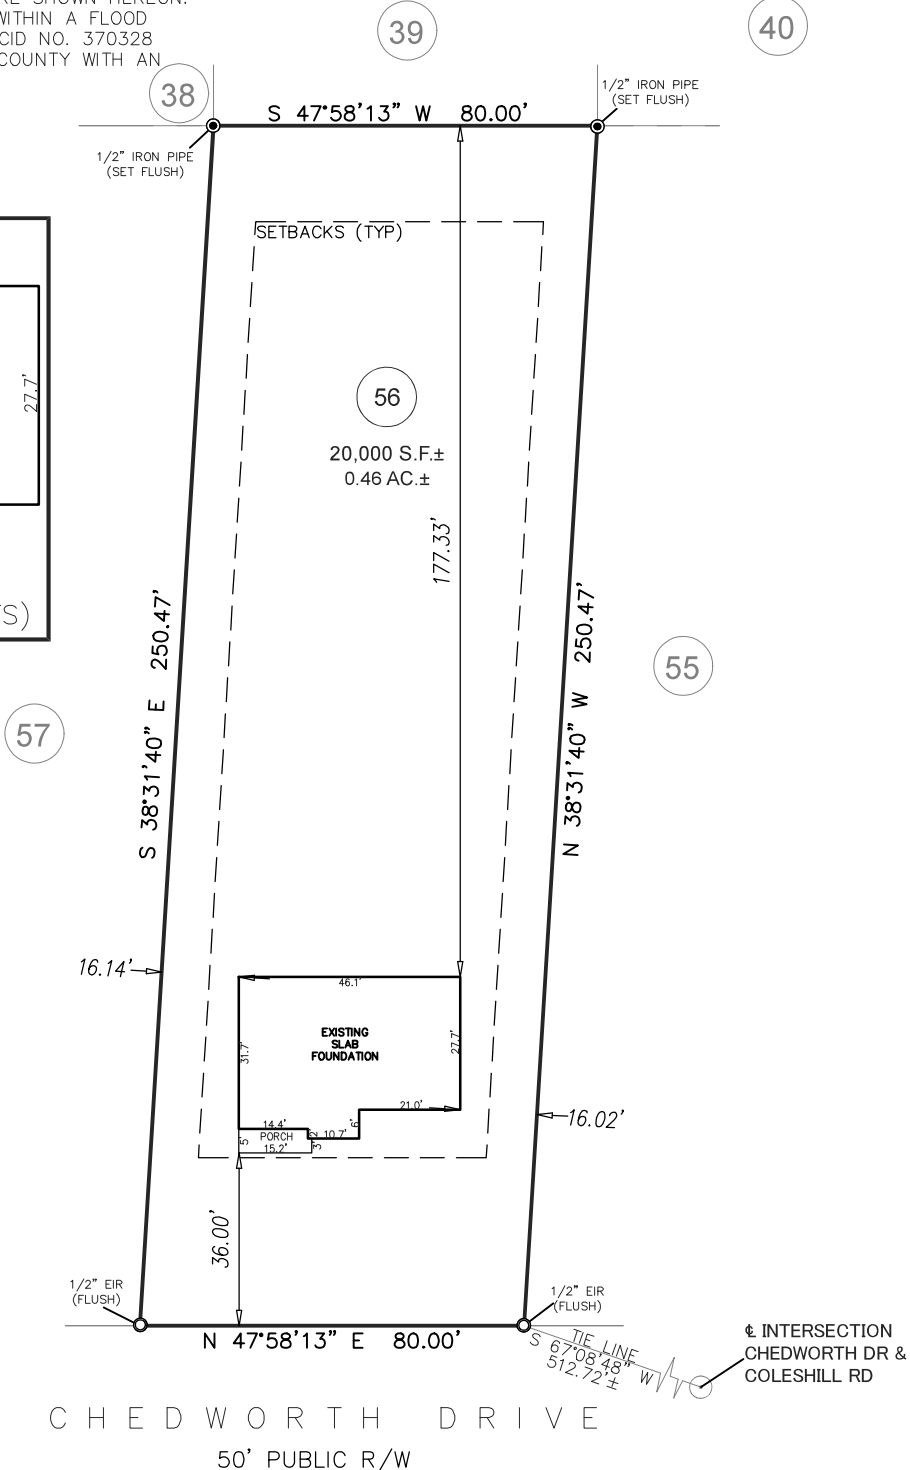 RE SHOWN HEREON.
WITHIN A FLOOD
CID NO. 370328
COUNTY WITH AN
39
40
38
S 47°58'13" W 80.00'
1/2" IRON PIPE
(SET FLUSH)
1/2" IRON PIPE
(SET FLUSH)
SETBACKS (TYP)
27.7'
56
20,000 S.F.±
0.46 AC.±
177.33'
S 38°31'40" E 250.47'
N 38°31'40" W 250.47'
S)
55
57
16.14'
46.1'
EXISTING
SLAB
FOUNDATION
31.7'
27.7'
21.0'
16.02'
14.4'
6'
PORCH
10.7'
5'
15.2'
3'
2'
36.00'
1/2" EIR
(FLUSH)
1/2" EIR
(FLUSH)
N 47°58'13" E 80.00'
TIE LINE
S 67°08'48" W
512.72'±
℄ INTERSECTION
CHEDWORTH DR &
COLESHILL RD
CHEDWORTH DRIVE
50' PUBLIC R/W